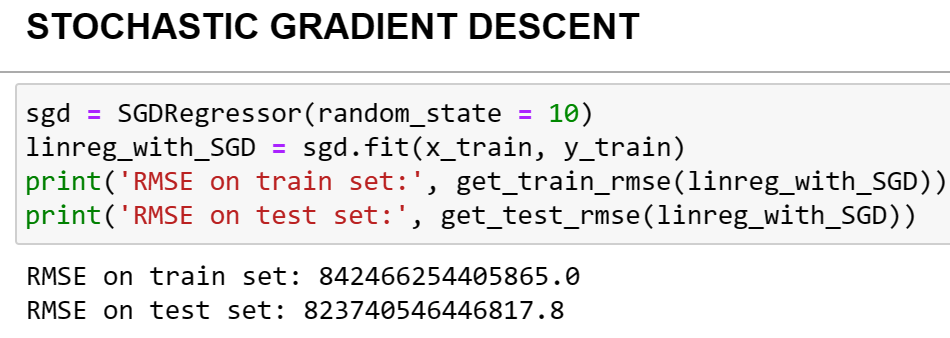 STOCHASTIC GRADIENT DESCENT
sgd = SGDRegressor(random_state = 10)
linreg_with_SGD = sgd.fit(x_train, y_train)
print('RMSE on train set:', get_train_rmse(linreg_with_SGD))
print('RMSE on test set:', get_test_rmse(linreg_with_SGD))
RMSE on train set: 842466254405865.0
RMSE on test set: 823740546446817.8